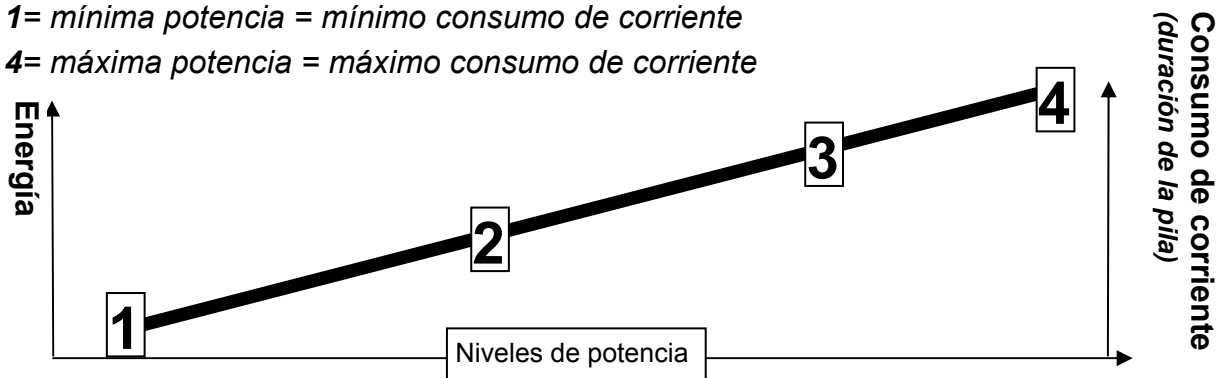 1= mínima potencia = mínimo consumo de corriente
4= máxima potencia = máximo consumo de corriente
Energía
1
2
3
4
Niveles de potencia
Consumo de corriente
(duración de la pila)